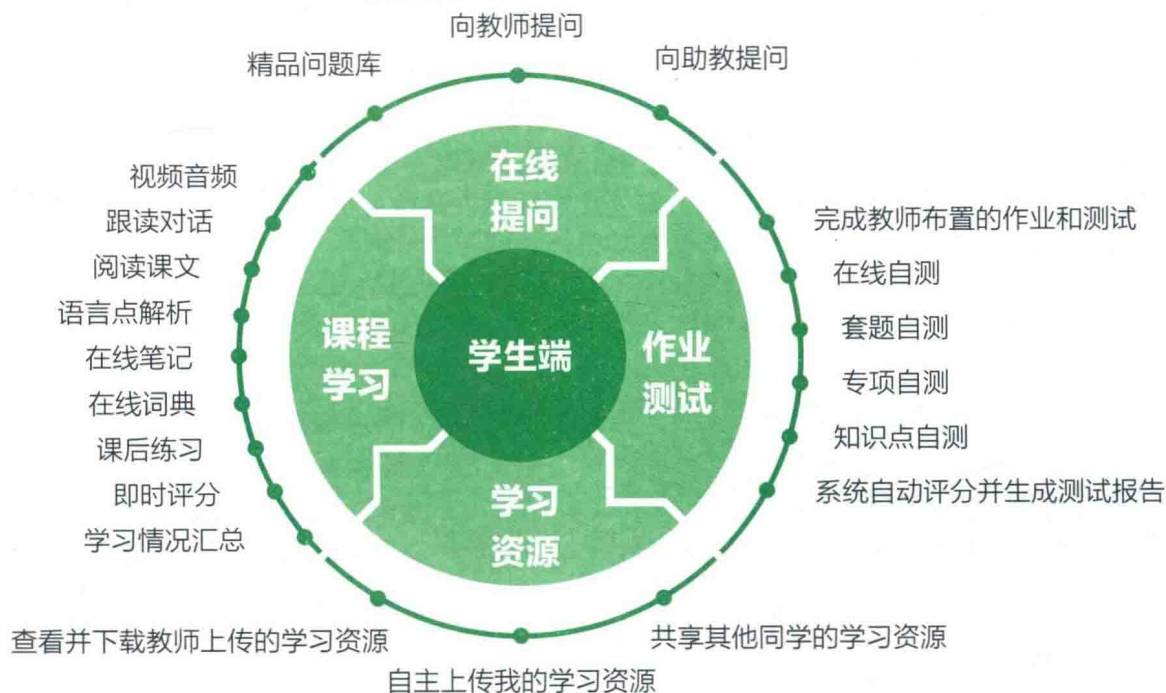 向教师提问
精品问题库
向助教提问
视频音频
跟读对话
阅读课文
语言点解析
在线笔记
在线词典
课后练习
即时评分
学习情况汇总
在线
提问
课程
学习
学生端
作业
测试
学习
资源
完成教师布置的作业和测试
在线自测
套题自测
专项自测
知识点自测
系统自动评分并生成测试报告
查看并下载教师上传的学习资源
共享其他同学的学习资源
自主上传我的学习资源